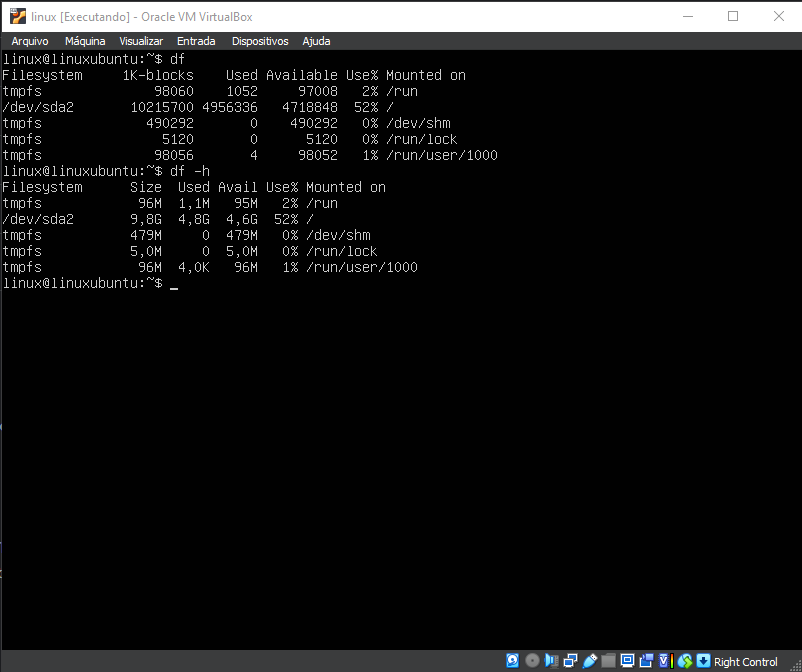 linux [Executando] - Oracle VM VirtualBox
Arquivo Máquina Visualizar Entrada Dispositivos Ajuda
linux@linuxubuntu:~$ df
Filesystem     1K-blocks    Used Available Use% Mounted on
tmpfs              98060    1052     97008   2% /run
/dev/sda2       10215700 4956336   4718848  52% /
tmpfs             490292       0    490292   0% /dev/shm
tmpfs               5120       0      5120   0% /run/lock
tmpfs              98056       4     98052   1% /run/user/1000
linux@linuxubuntu:~$ df -h
Filesystem      Size  Used Avail Use% Mounted on
tmpfs            96M  1,1M   95M   2% /run
/dev/sda2       9,8G  4,8G  4,6G  52% /
tmpfs           479M     0  479M   0% /dev/shm
tmpfs           5,0M     0  5,0M   0% /run/lock
tmpfs            96M  4,0K   96M   1% /run/user/1000
linux@linuxubuntu:~$ _
Right Control